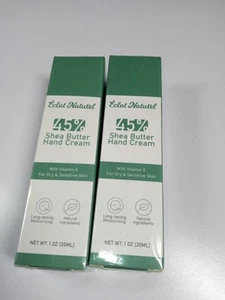 Éclat Naturel
45%
Shea Butter
Hand Cream
With Vitamin E
For Dry & Sensitive Skin
Long-lasting
Moisturizing
Natural
Ingredients
NET WT. 1 OZ (30ML)
Éclat Naturel
45%
Shea Butter
Hand Cream
With Vitamin E
For Dry & Sensitive Skin
Long-lasting
Moisturizing
Natural
Ingredients
NET WT. 1 OZ (30ML)